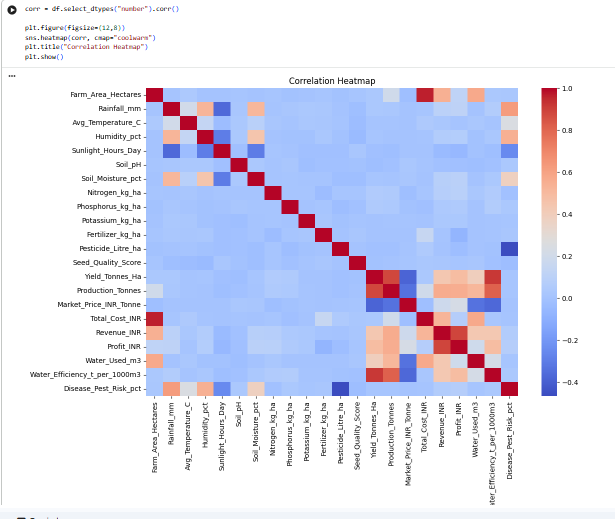 corr = df.select_dtypes("number").corr()
plt.figure(figsize=(12,8))
sns.heatmap(corr, cmap="coolwarm")
plt.title("Correlation Heatmap")
plt.show()
Correlation Heatmap
Farm_Area_Hectares
Rainfall_mm
Avg_Temperature_C
Humidity_pct
Sunlight_Hours_Day
Soil_pH
Soil_Moisture_pct
Nitrogen_kg_ha
Phosphorus_kg_ha
Potassium_kg_ha
Fertilizer_kg_ha
Pesticide_Litre_ha
Seed_Quality_Score
Yield_Tonnes_Ha
Production_Tonnes
Market_Price_INR_Tonne
Total_Cost_INR
Revenue_INR
Profit_INR
Water_Used_m3
Water_Efficiency_t_per_1000m3
Disease_Pest_Risk_pct
Farm_Area_Hectares
Rainfall_mm
Avg_Temperature_C
Humidity_pct
Sunlight_Hours_Day
Soil_pH
Soil_Moisture_pct
Nitrogen_kg_ha
Phosphorus_kg_ha
Potassium_kg_ha
Fertilizer_kg_ha
Pesticide_Litre_ha
Seed_Quality_Score
Yield_Tonnes_Ha
Production_Tonnes
Market_Price_INR_Tonne
Total_Cost_INR
Revenue_INR
Profit_INR
Water_Used_m3
ter_Efficiency_t_per_1000m3
Disease_Pest_Risk_pct
1.0
0.8
0.6
0.4
0.2
0.0
−0.2
−0.4